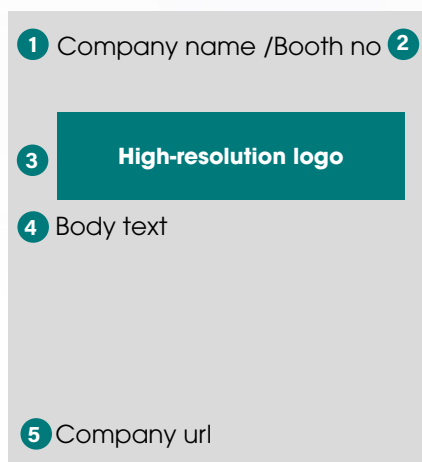 1 Company name /Booth no 2
3 High-resolution logo
4 Body text
5 Company url